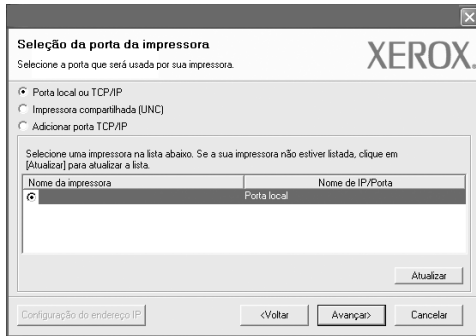 Seleção da porta da impressora
Selecione a porta que será usada por sua impressora.
XEROX.
Porta local ou TCP/IP
Impressora compartilhada (UNC)
Adicionar porta TCP/IP
Selecione uma impressora na lista abaixo. Se a sua impressora não estiver listada, clique em
[Atualizar] para atualizar a lista.
Nome da impressora Nome de IP/Porta
Porta local
Atualizar
Configuração do endereço IP <Voltar Avançar> Cancelar